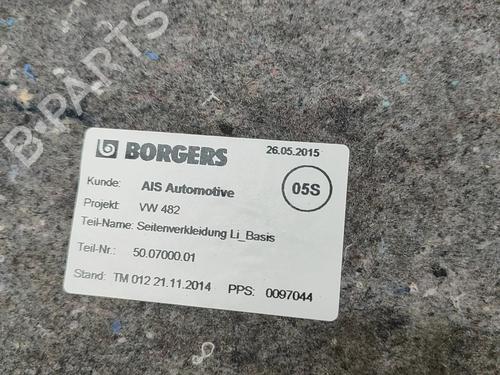 B-PARTS
BORGERS
26.05.2015
Kunde: AIS Automotive
05S
Projekt: VW 482
Teil-Name: Seitenverkleidung Li_Basis
Teil-Nr.: 50.07000.01
Stand: TM 012 21.11.2014 PPS: 0097044